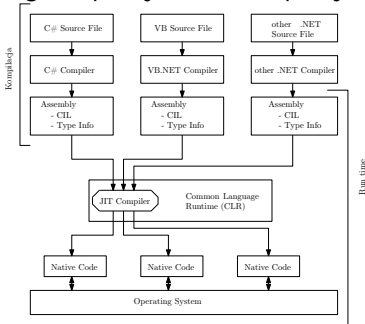 Kompilacja
C# Source File
VB Source File
other .NET
Source File
C# Compiler
VB.NET Compiler
other .NET Compiler
Assembly
- CIL
- Type Info
Assembly
- CIL
- Type Info
Assembly
- CIL
- Type Info
Run time
JIT Compiler
Common Language
Runtime (CLR)
Native Code
Native Code
Native Code
Operating System